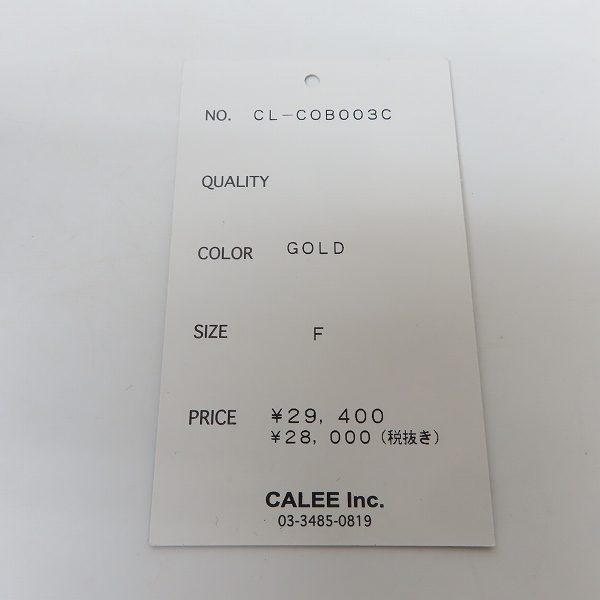 NO. CL-COB003C
QUALITY
COLOR GOLD
SIZE F
PRICE ¥29,400
¥28,000(税抜き)
CALEE Inc.
03-3485-0819